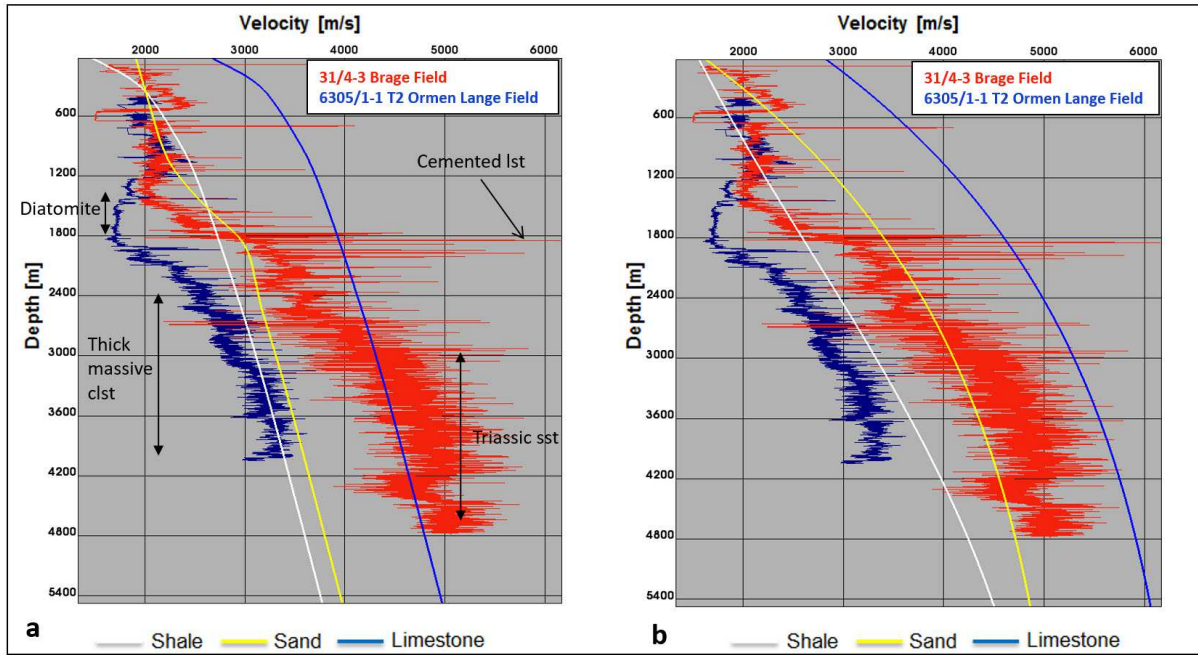 Velocity [m/s]
2000 3000 4000 5000 6000
31/4-3 Brage Field
6305/1-1 T2 Ormen Lange Field
600
Cemented lst
1200
Diatomite
1800
Depth [m]
2400
Thick
massive
clst
3000
3600
Triassic sst
4200
4800
5400
a
Shale Sand Limestone
Velocity [m/s]
2000 3000 4000 5000 6000
31/4-3 Brage Field
6305/1-1 T2 Ormen Lange Field
600
1200
1800
Depth [m]
2400
3000
3600
4200
4800
5400
b
Shale Sand Limestone